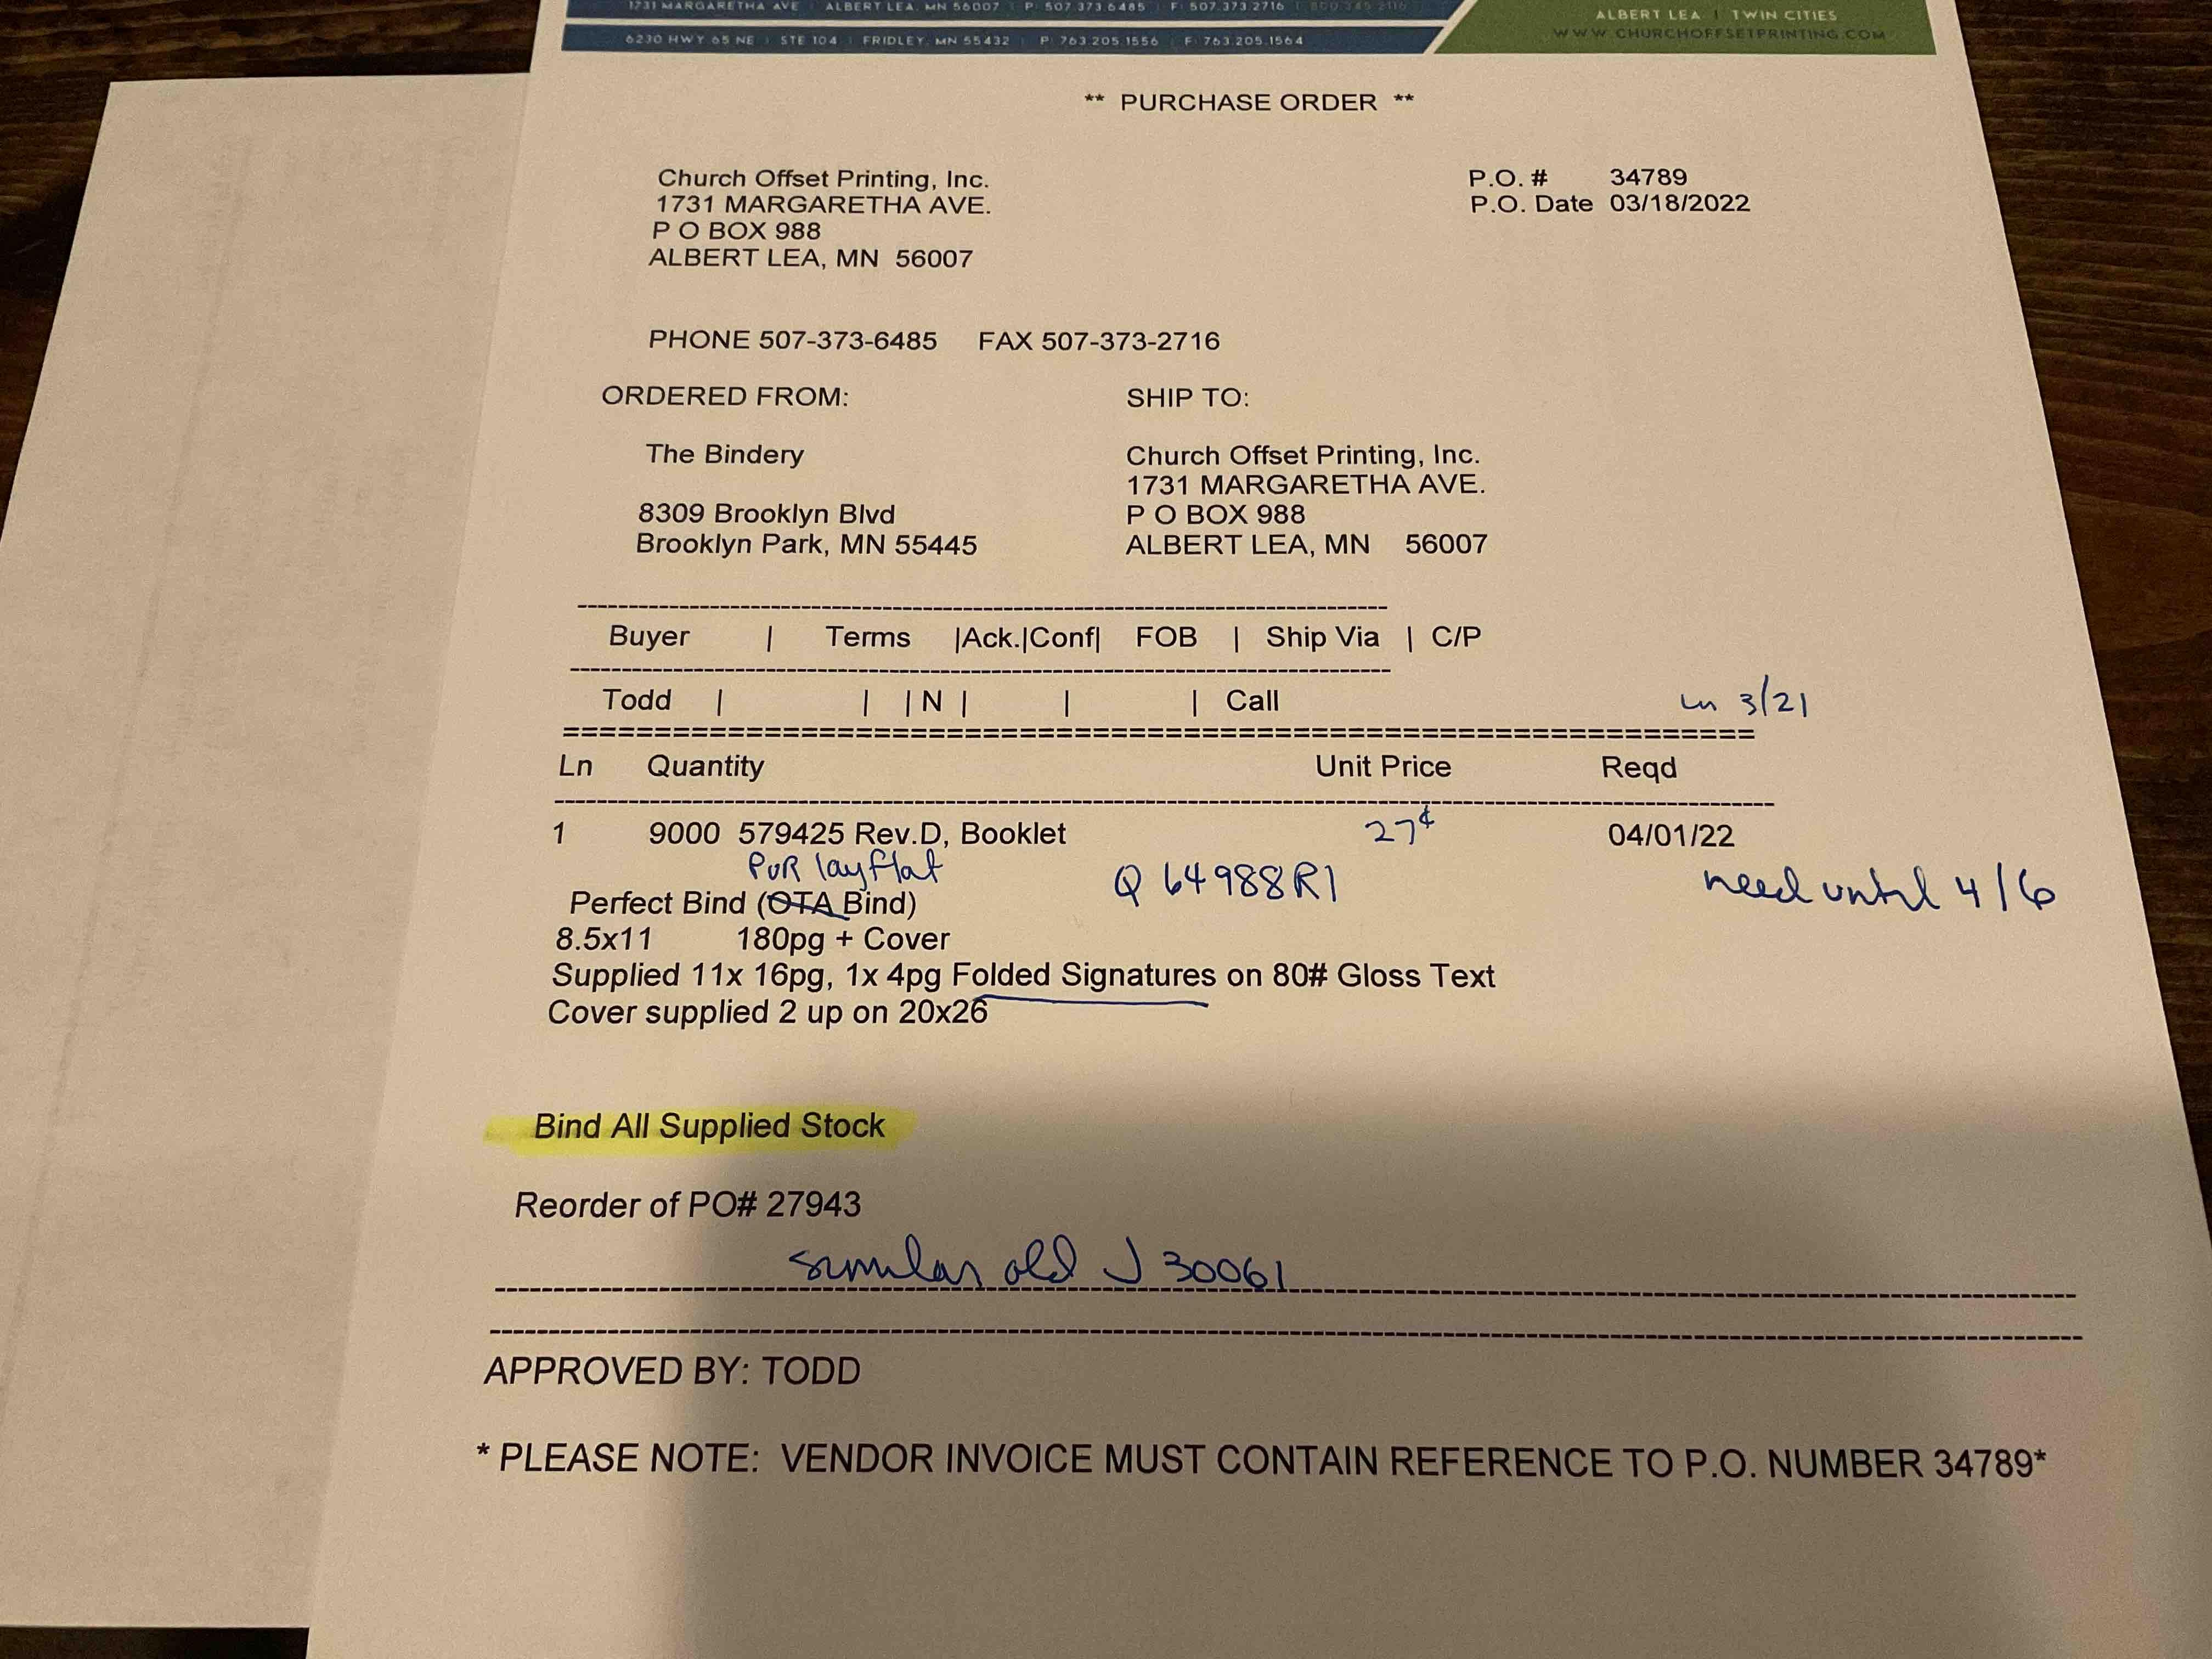 1731 MARGARETHA AVE | ALBERT LEA, MN 56007 | P: 507.373.6485 | F: 507.373.2716 | 800.345.2116
ALBERT LEA | TWIN CITIES
6230 HWY 65 NE | STE 104 | FRIDLEY, MN 55432 | P: 763.205.1556 | F: 763.205.1564
WWW.CHURCHOFFSETPRINTING.COM
** PURCHASE ORDER **
Church Offset Printing, Inc. P.O. # 34789
1731 MARGARETHA AVE. P.O. Date 03/18/2022
P O BOX 988
ALBERT LEA, MN 56007
PHONE 507-373-6485 FAX 507-373-2716
ORDERED FROM: SHIP TO:
The Bindery Church Offset Printing, Inc.
1731 MARGARETHA AVE.
8309 Brooklyn Blvd P O BOX 988
Brooklyn Park, MN 55445 ALBERT LEA, MN 56007
Buyer | Terms |Ack.|Conf| FOB | Ship Via | C/P
Todd | | |N | | | Call in 3/21
Ln Quantity Unit Price Reqd
1 9000 579425 Rev.D, Booklet 27¢ 04/01/22
PUR layflat Q 64988R1 need until 4/6
Perfect Bind (OTA Bind)
8.5x11 180pg + Cover
Supplied 11x 16pg, 1x 4pg Folded Signatures on 80# Gloss Text
Cover supplied 2 up on 20x26
Bind All Supplied Stock
Reorder of PO# 27943
similar old J 30061
APPROVED BY: TODD
* PLEASE NOTE: VENDOR INVOICE MUST CONTAIN REFERENCE TO P.O. NUMBER 34789*